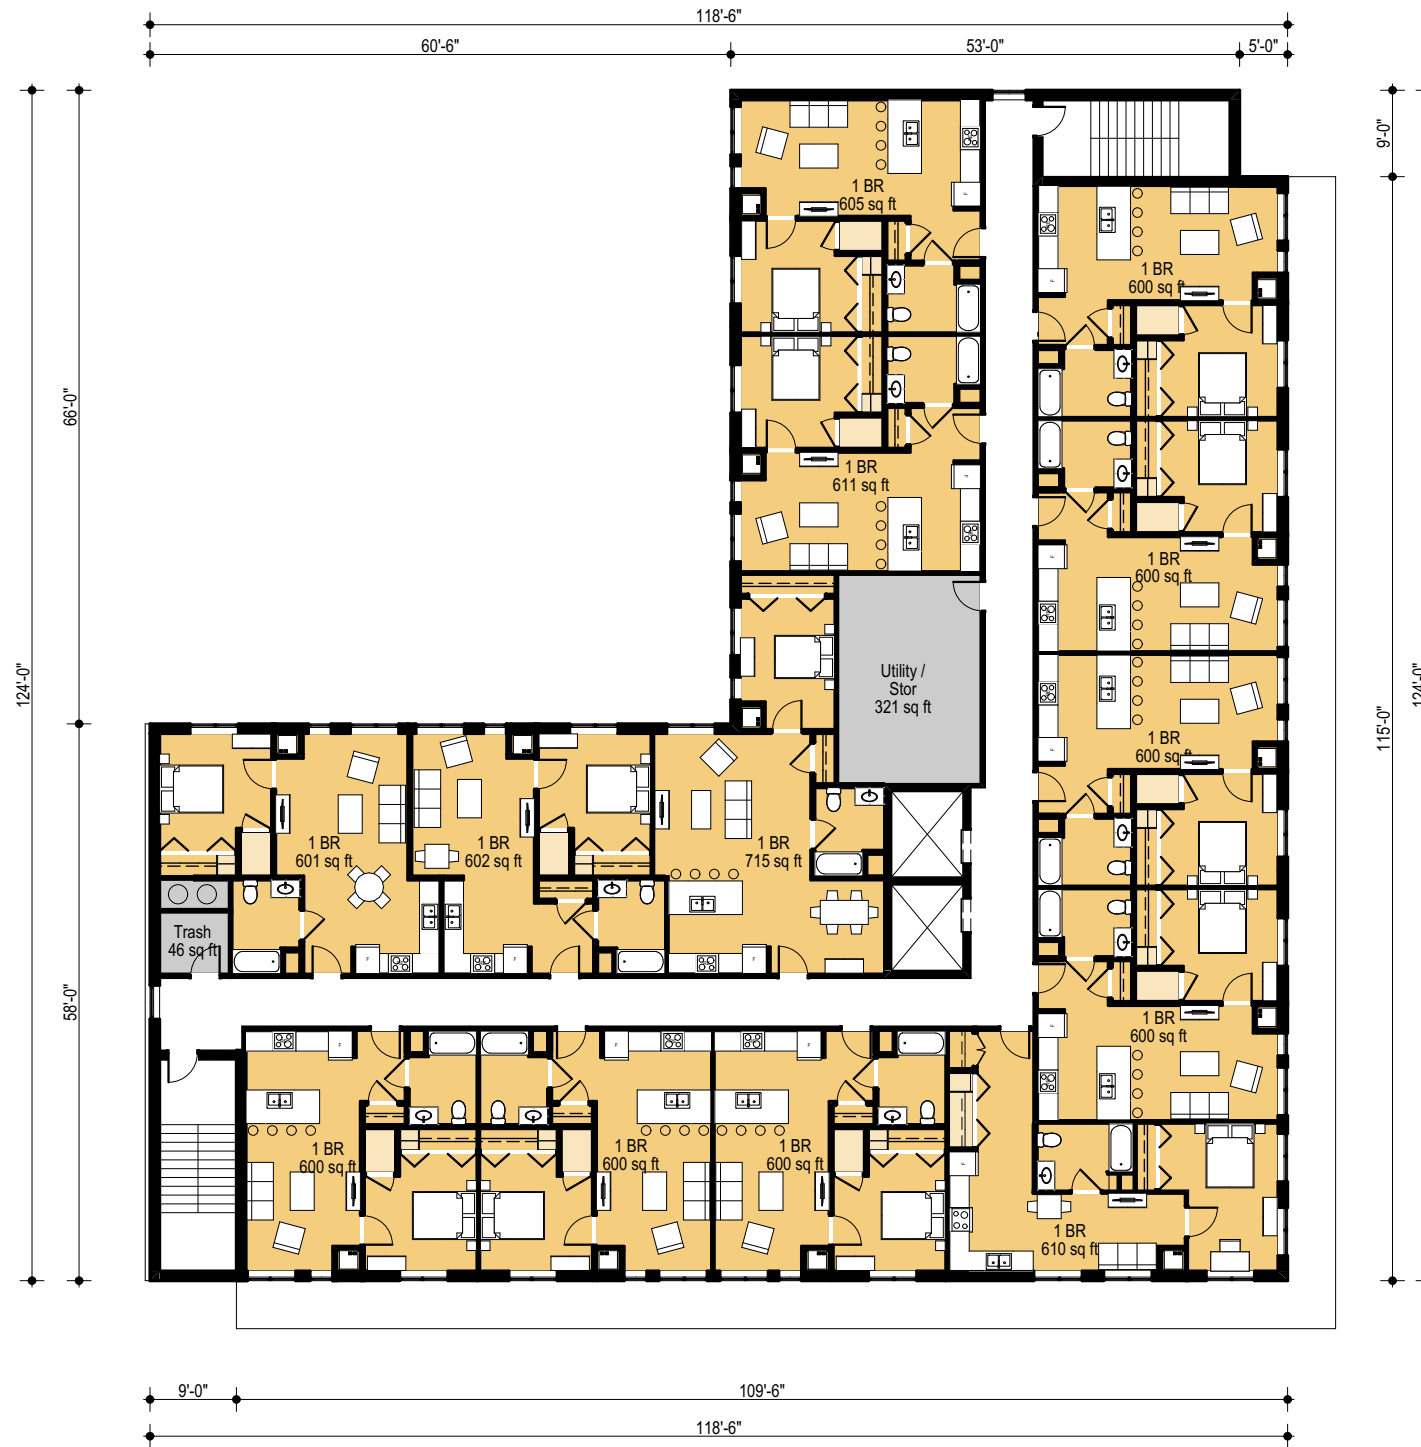 118'-6"
60'-6"
53'-0"
5'-0"
9'-0"
66'-0"
124'-0"
58'-0"
115'-0"
124'-0"
1 BR
605 sq ft
1 BR
600 sq ft
1 BR
611 sq ft
1 BR
600 sq ft
Utility /
Stor
321 sq ft
1 BR
600 sq ft
1 BR
601 sq ft
1 BR
602 sq ft
1 BR
715 sq ft
Trash
46 sq ft
1 BR
600 sq ft
1 BR
600 sq ft
1 BR
600 sq ft
1 BR
600 sq ft
1 BR
610 sq ft
F
F
F
F
F
F
F
F
F
F
F
F
F
9'-0"
109'-6"
118'-6"